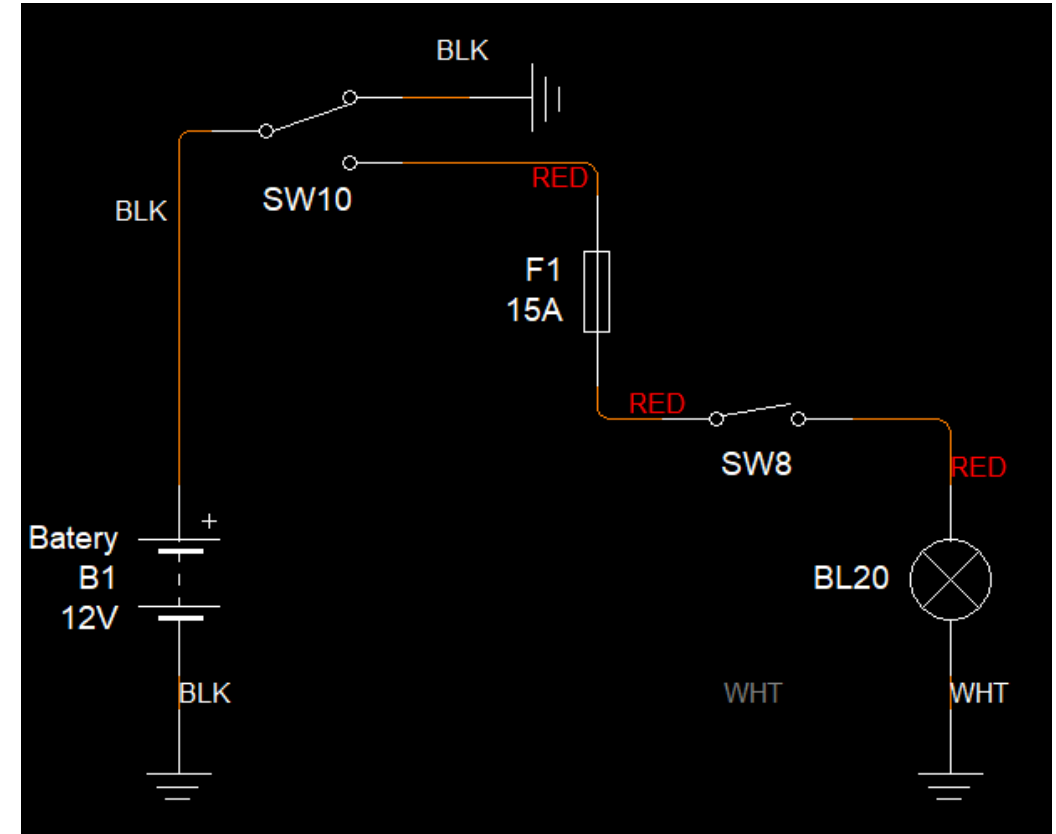 BLK
BLK
SW10
RED
F1
15A
RED
SW8
RED
Batery
B1
12V
+
BL20
BLK
WHT
WHT